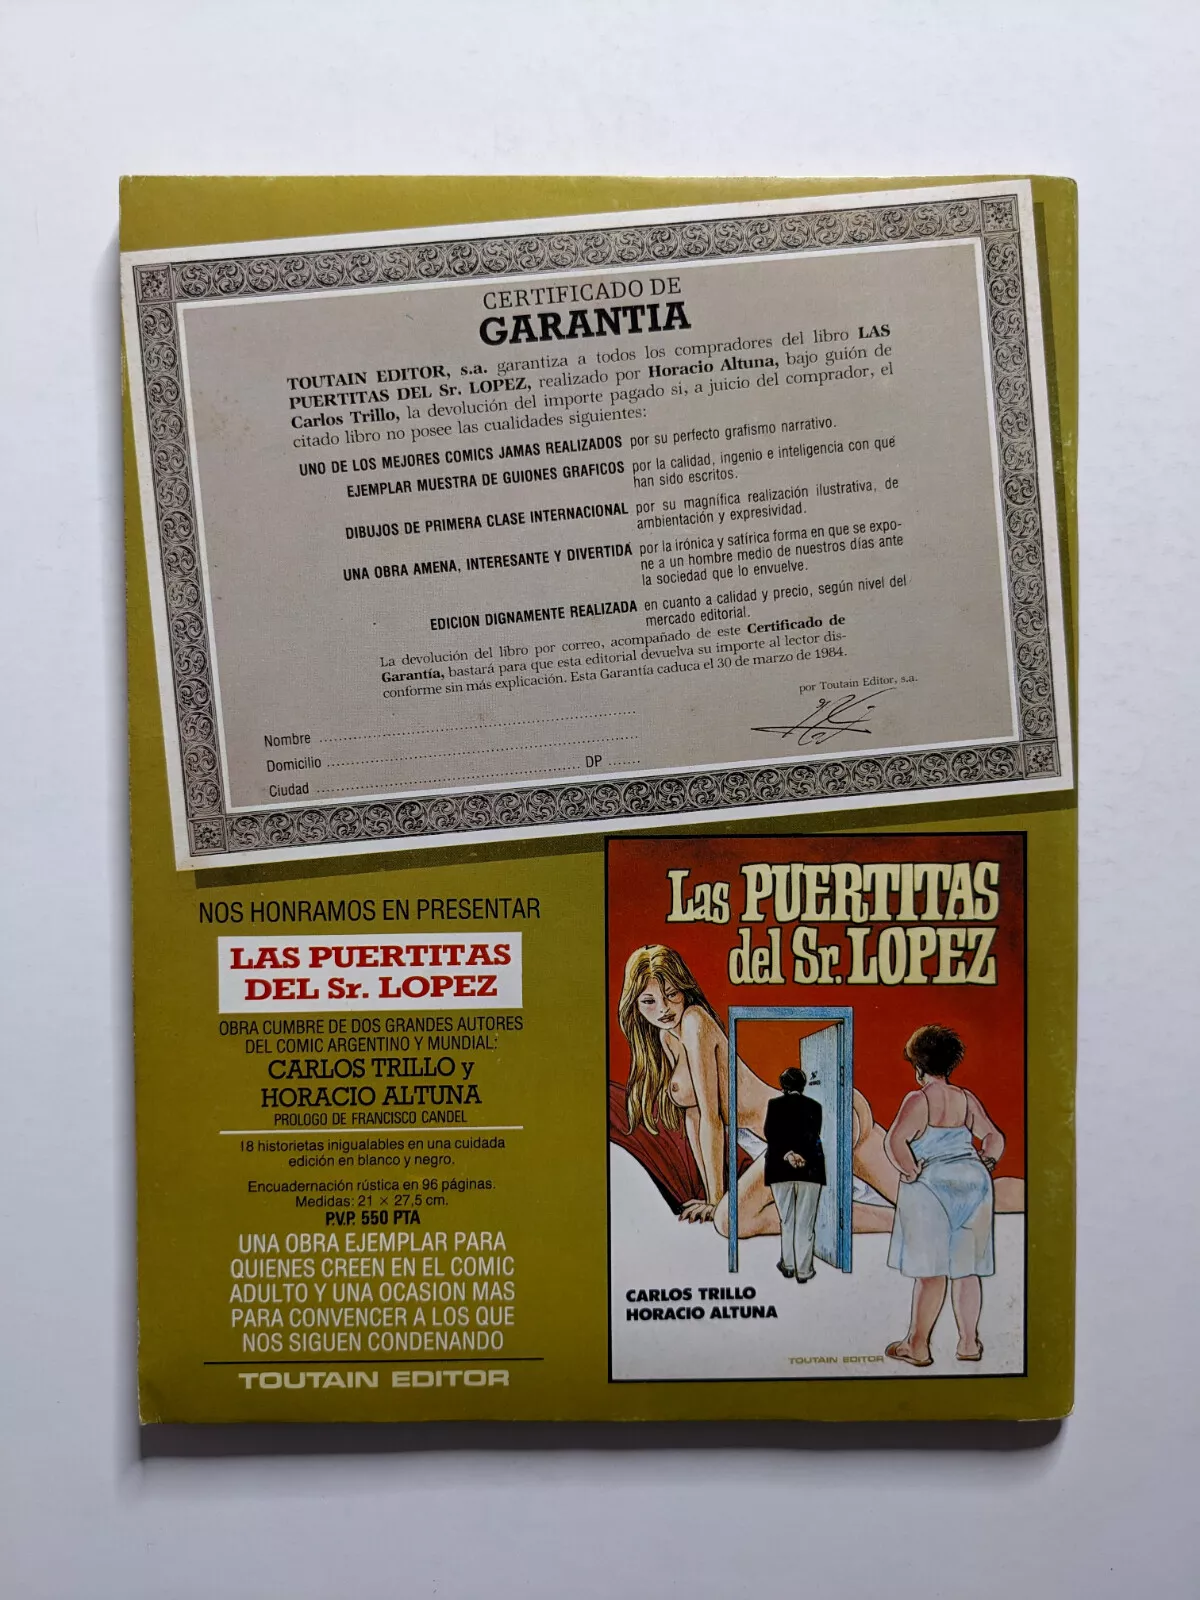 CERTIFICADO DE
GARANTIA
TOUTAIN EDITOR, s.a. garantiza a todos los compradores del libro LAS
PUERTITAS DEL Sr. LOPEZ, realizado por Horacio Altuna, bajo guión de
Carlos Trillo, la devolución del importe pagado si, a juicio del comprador, el
citado libro no posee las cualidades siguientes:
UNO DE LOS MEJORES COMICS JAMAS REALIZADOS por su perfecto grafismo narrativo.
EJEMPLAR MUESTRA DE GUIONES GRAFICOS por la calidad, ingenio e inteligencia con que
han sido escritos.
DIBUJOS DE PRIMERA CLASE INTERNACIONAL por su magnífica realización ilustrativa, de
ambientación y expresividad.
UNA OBRA AMENA, INTERESANTE Y DIVERTIDA por la irónica y satírica forma en que se expo-
ne a un hombre medio de nuestros días ante
la sociedad que lo envuelve.
EDICION DIGNAMENTE REALIZADA en cuanto a calidad y precio, según nivel del
mercado editorial.
La devolución del libro por correo, acompañado de este Certificado de
Garantía, bastará para que esta editorial devuelva su importe al lector dis-
conforme sin más explicación. Esta Garantía caduca el 30 de marzo de 1984.
por Toutain Editor, s.a.
Nombre
Domicilio DP
Ciudad
NOS HONRAMOS EN PRESENTAR
LAS PUERTITAS
DEL Sr. LOPEZ
OBRA CUMBRE DE DOS GRANDES AUTORES
DEL COMIC ARGENTINO Y MUNDIAL:
CARLOS TRILLO y
HORACIO ALTUNA
PROLOGO DE FRANCISCO CANDEL
18 historietas inigualables en una cuidada
edición en blanco y negro.
Encuadernación rústica en 96 páginas.
Medidas: 21 × 27,5 cm.
P.V.P. 550 PTA
UNA OBRA EJEMPLAR PARA
QUIENES CREEN EN EL COMIC
ADULTO Y UNA OCASION MAS
PARA CONVENCER A LOS QUE
NOS SIGUEN CONDENANDO
TOUTAIN EDITOR
Las PUERTITAS
del Sr. LOPEZ
CARLOS TRILLO
HORACIO ALTUNA
TOUTAIN EDITOR